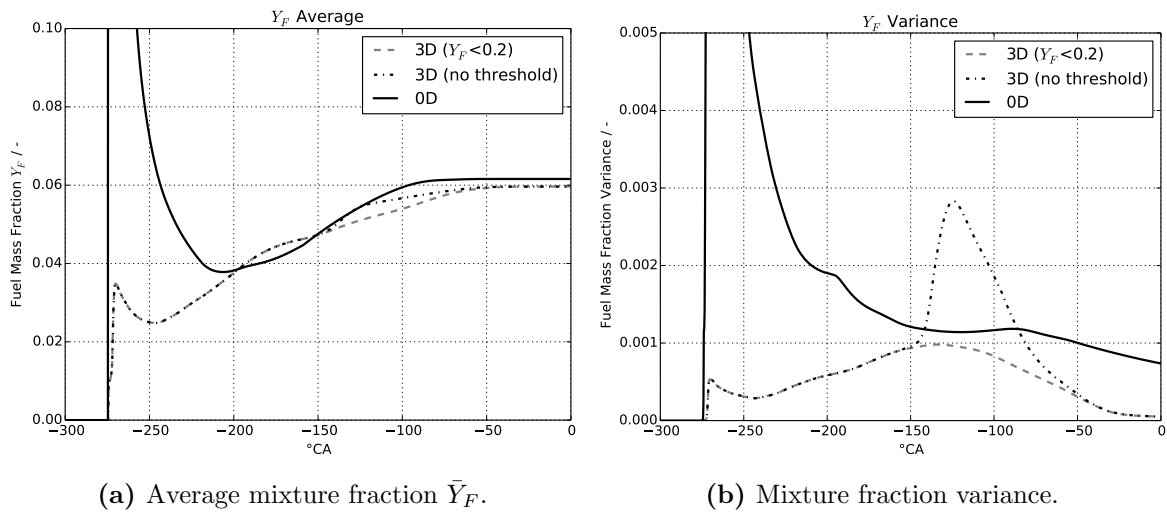 Y_F Average
Fuel Mass Fraction Y_F / -
0.10
0.08
0.06
0.04
0.02
0.00
3D (Y_F<0.2)
3D (no threshold)
0D
−300 −250 −200 −150 −100 −50 0
°CA
(a) Average mixture fraction Ȳ_F.
Y_F Variance
Fuel Mass Fraction Variance / -
0.005
0.004
0.003
0.002
0.001
0.000
3D (Y_F<0.2)
3D (no threshold)
0D
−300 −250 −200 −150 −100 −50 0
°CA
(b) Mixture fraction variance.